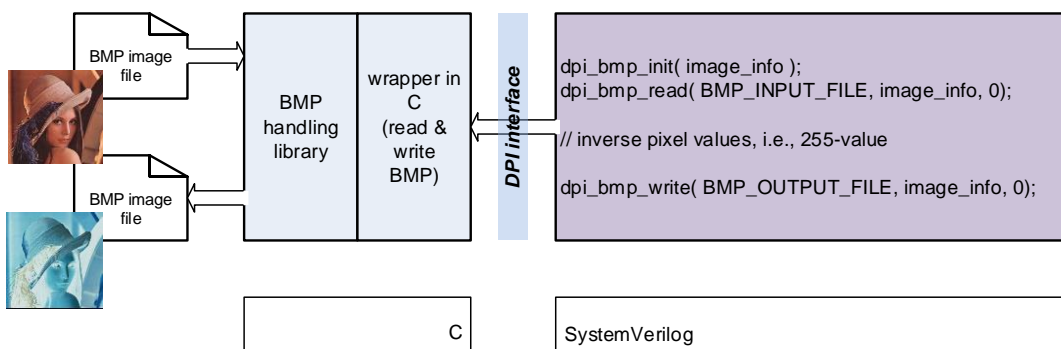 BMP image
file
BMP image
file
BMP
handling
library
wrapper in
C
(read &
write
BMP)
DPI interface
dpi_bmp_init( image_info );
dpi_bmp_read( BMP_INPUT_FILE, image_info, 0);
// inverse pixel values, i.e., 255-value
dpi_bmp_write( BMP_OUTPUT_FILE, image_info, 0);
C
SystemVerilog